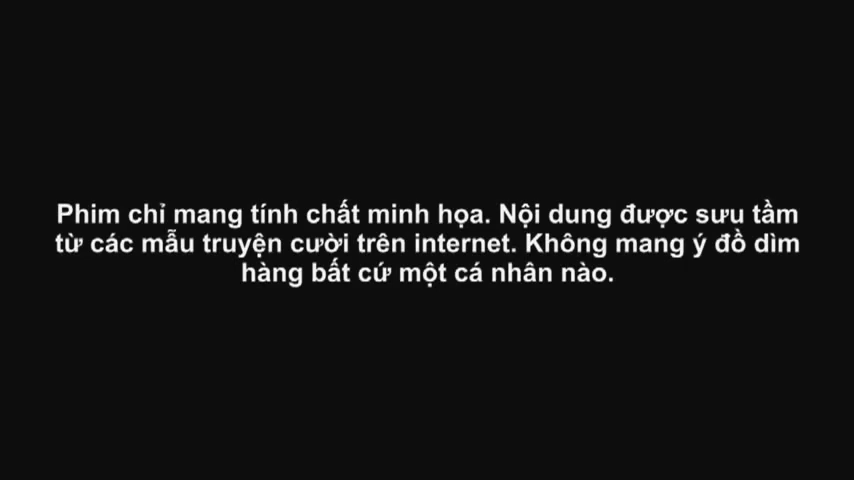 Phim chỉ mang tính chất minh họa. Nội dung được sưu tầm
từ các mẫu truyện cười trên internet. Không mang ý đồ dìm
hàng bất cứ một cá nhân nào.